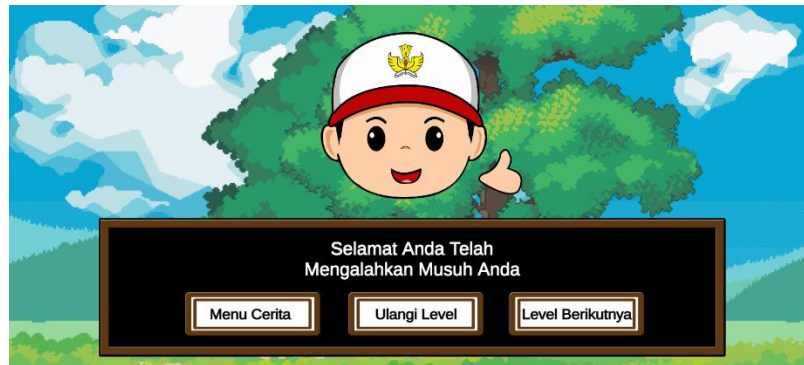 Selamat Anda Telah
Mengalahkan Musuh Anda
Menu Cerita
Ulangi Level
Level Berikutnya